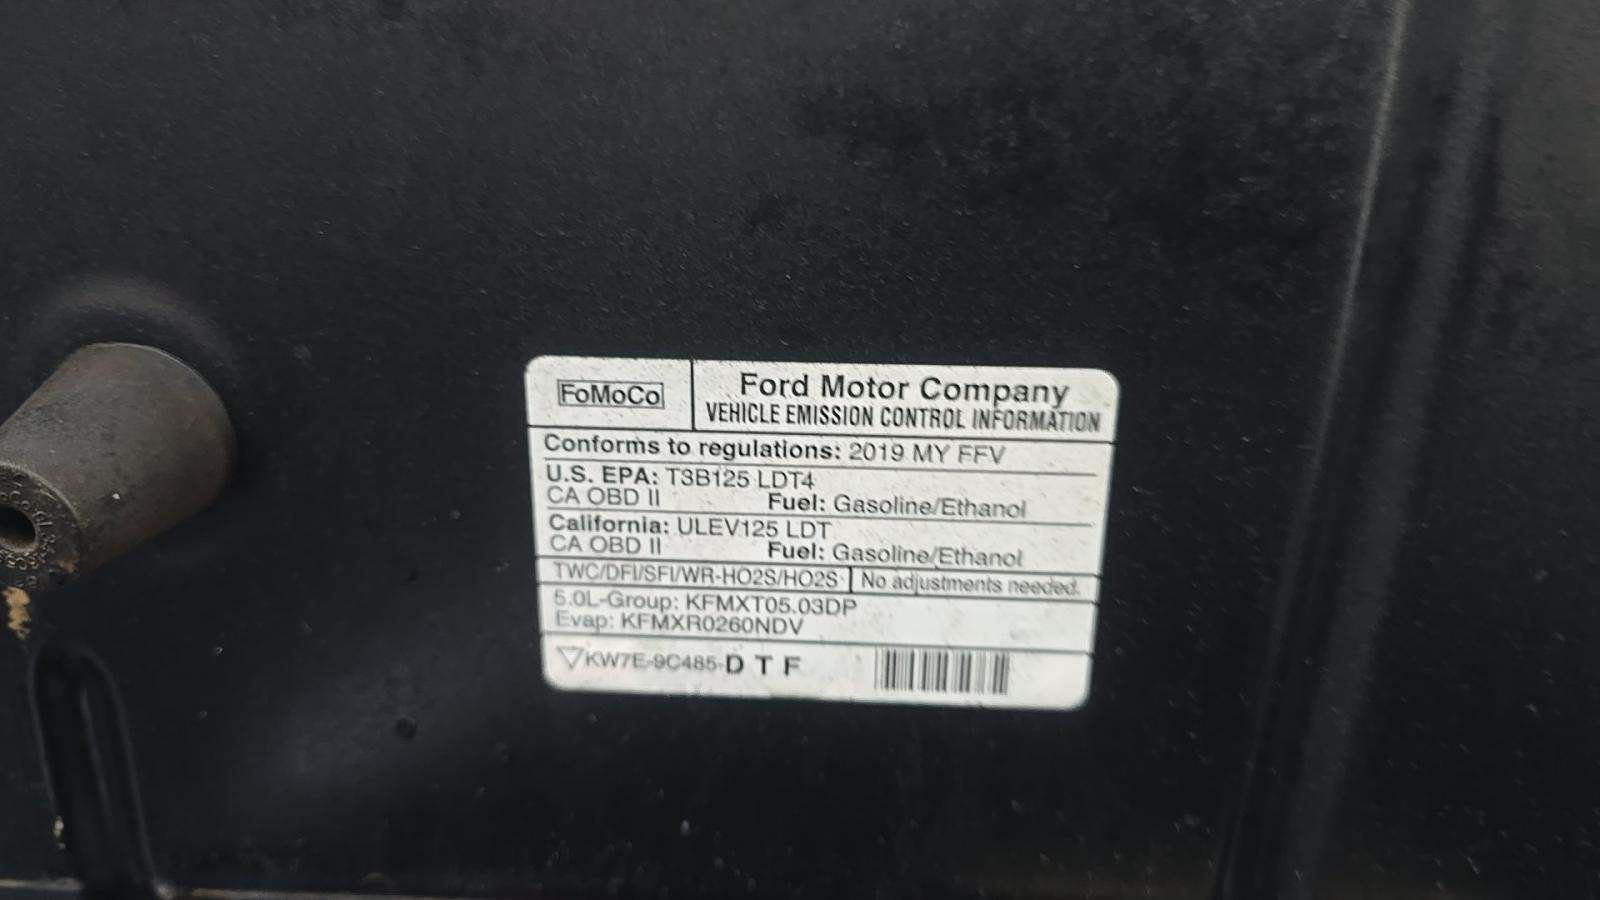 FoMoCo
Ford Motor Company
VEHICLE EMISSION CONTROL INFORMATION
Conforms to regulations: 2019 MY FFV
U.S. EPA: T3B125 LDT4
CA OBD II Fuel: Gasoline/Ethanol
California: ULEV125 LDT
CA OBD II Fuel: Gasoline/Ethanol
TWC/DFI/SFI/WR-HO2S/HO2S No adjustments needed.
5.0L-Group: KFMXT05.03DP
Evap: KFMXR0260NDV
KW7E-9C485-D T F